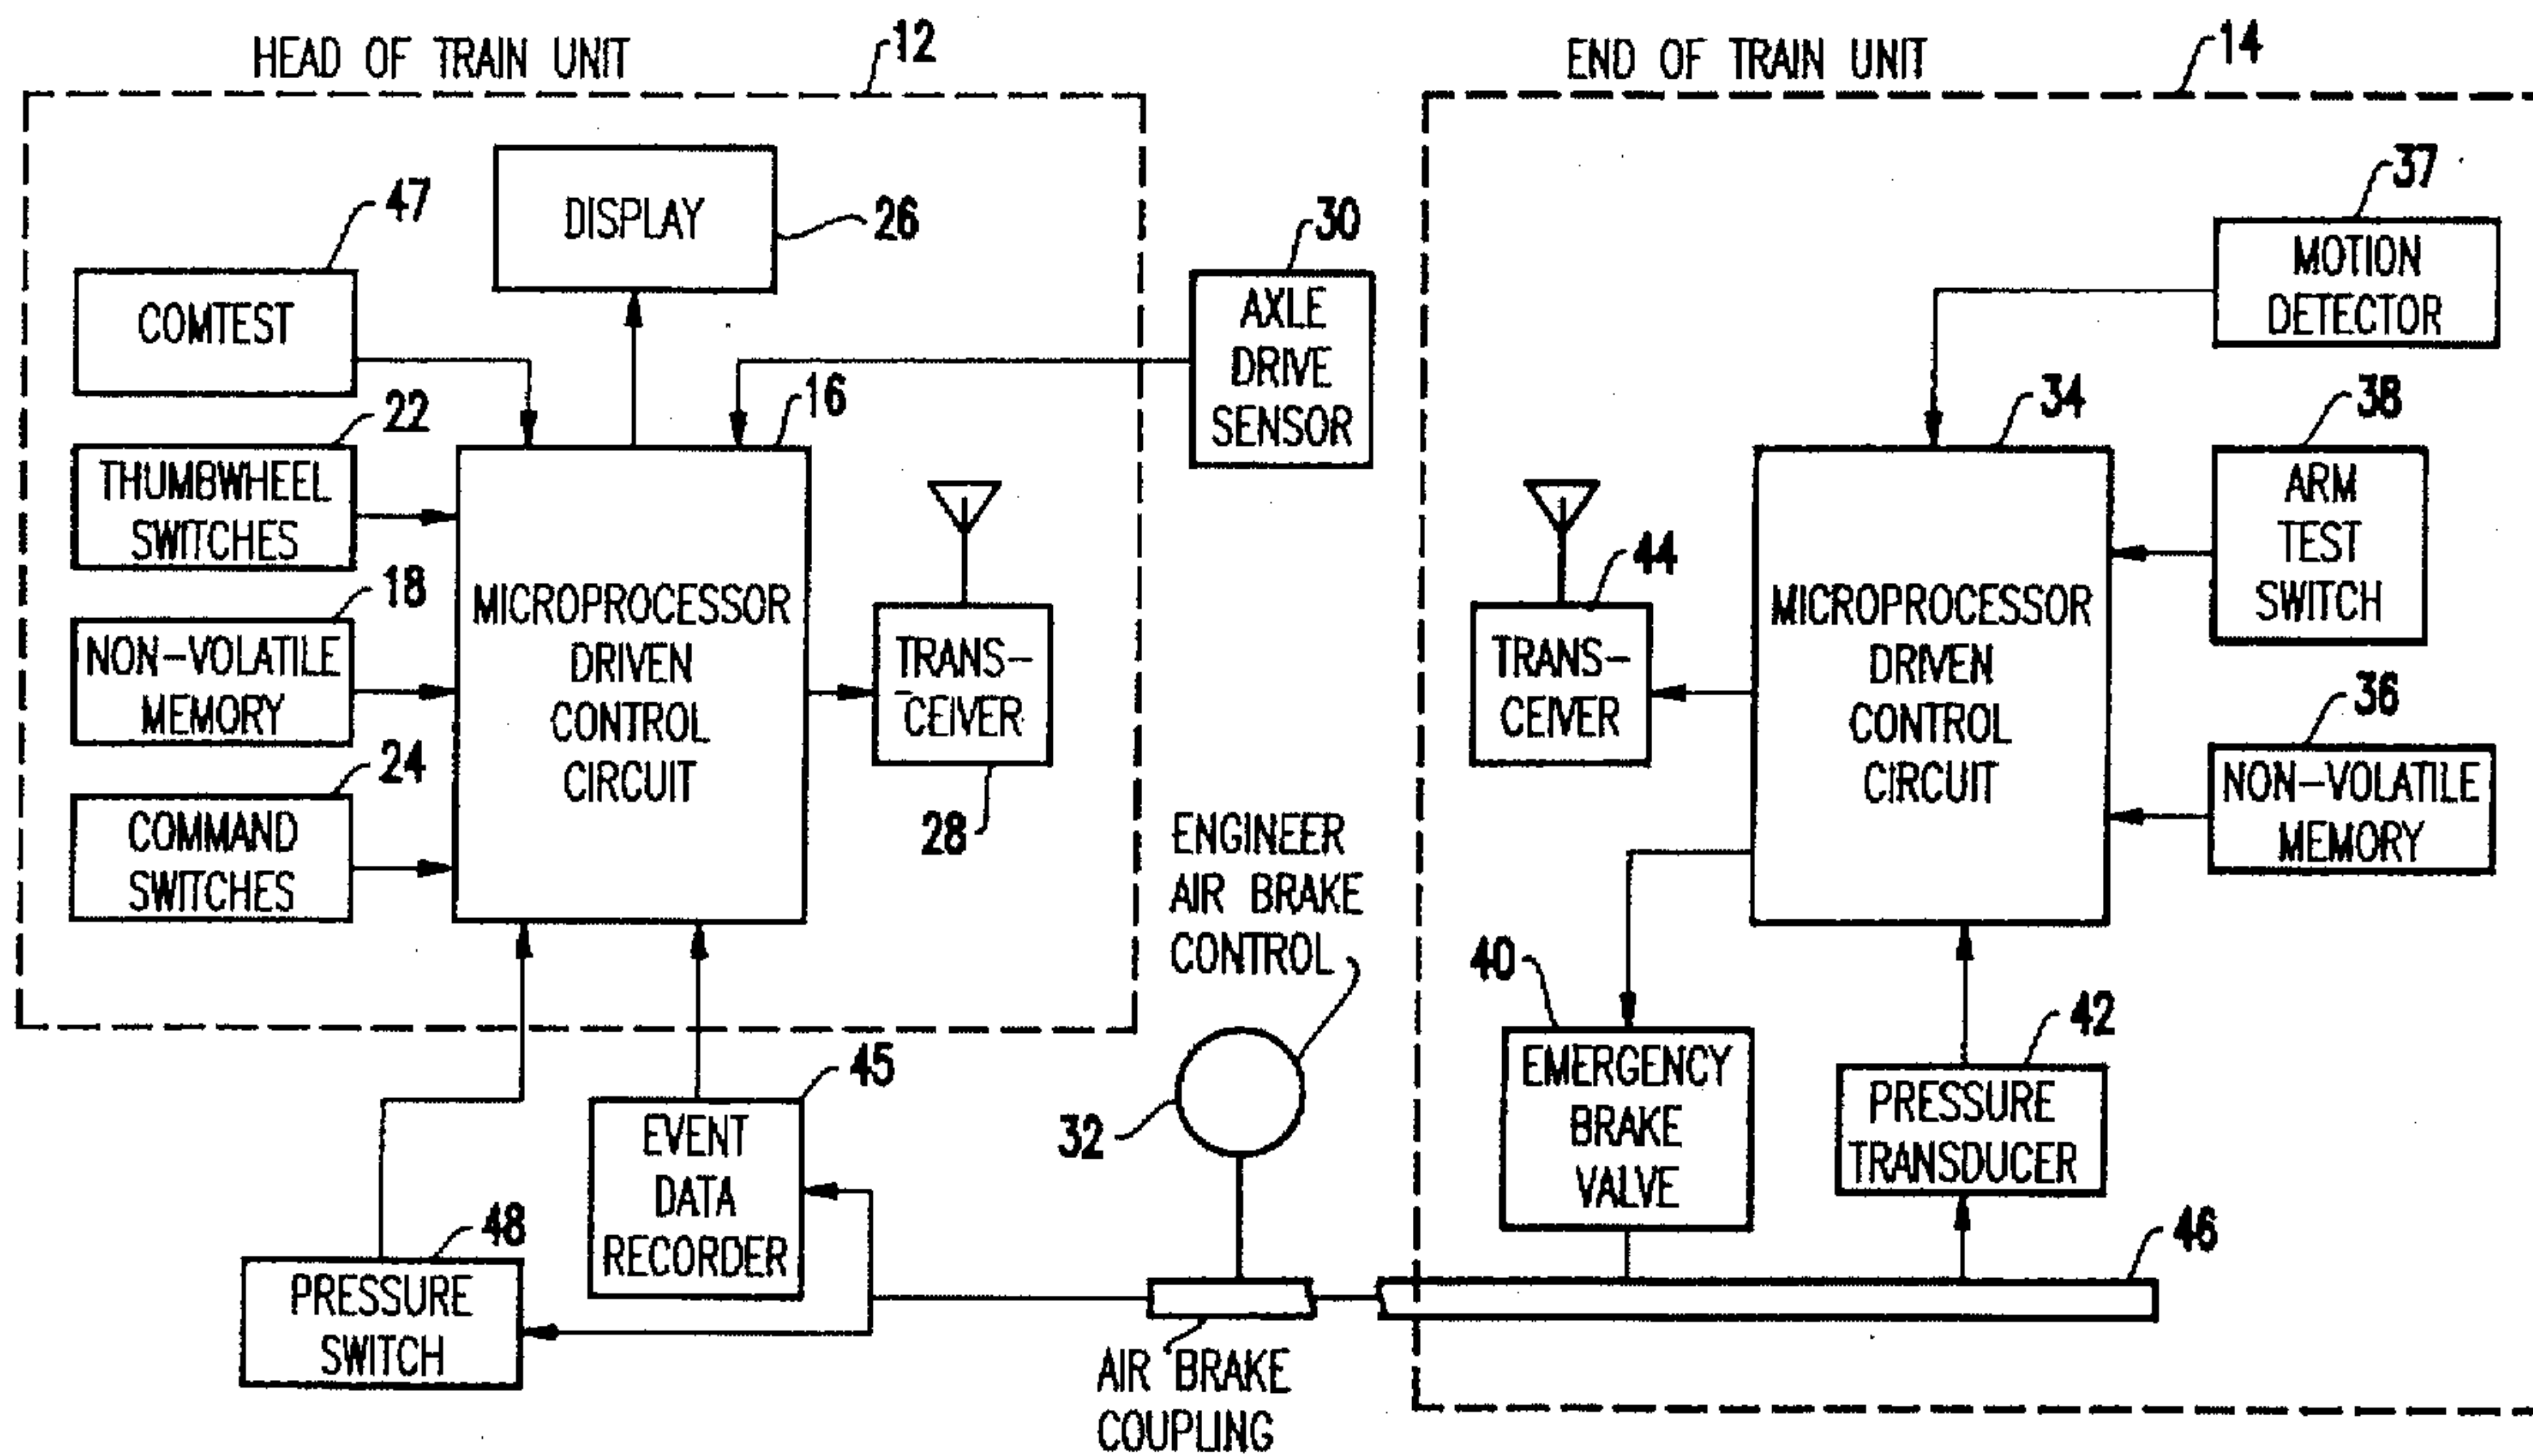 HEAD OF TRAIN UNIT
12
END OF TRAIN UNIT
14
47
COMTEST
DISPLAY
26
30
AXLE
DRIVE
SENSOR
37
MOTION
DETECTOR
22
THUMBWHEEL
SWITCHES
16
MICROPROCESSOR
DRIVEN
CONTROL
CIRCUIT
18
NON-VOLATILE
MEMORY
24
COMMAND
SWITCHES
TRANS-
CEIVER
28
34
MICROPROCESSOR
DRIVEN
CONTROL
CIRCUIT
38
ARM
TEST
SWITCH
44
TRANS-
CEIVER
36
NON-VOLATILE
MEMORY
ENGINEER
AIR BRAKE
CONTROL
32
40
EMERGENCY
BRAKE
VALVE
42
PRESSURE
TRANSDUCER
45
EVENT
DATA
RECORDER
48
PRESSURE
SWITCH
46
AIR BRAKE
COUPLING